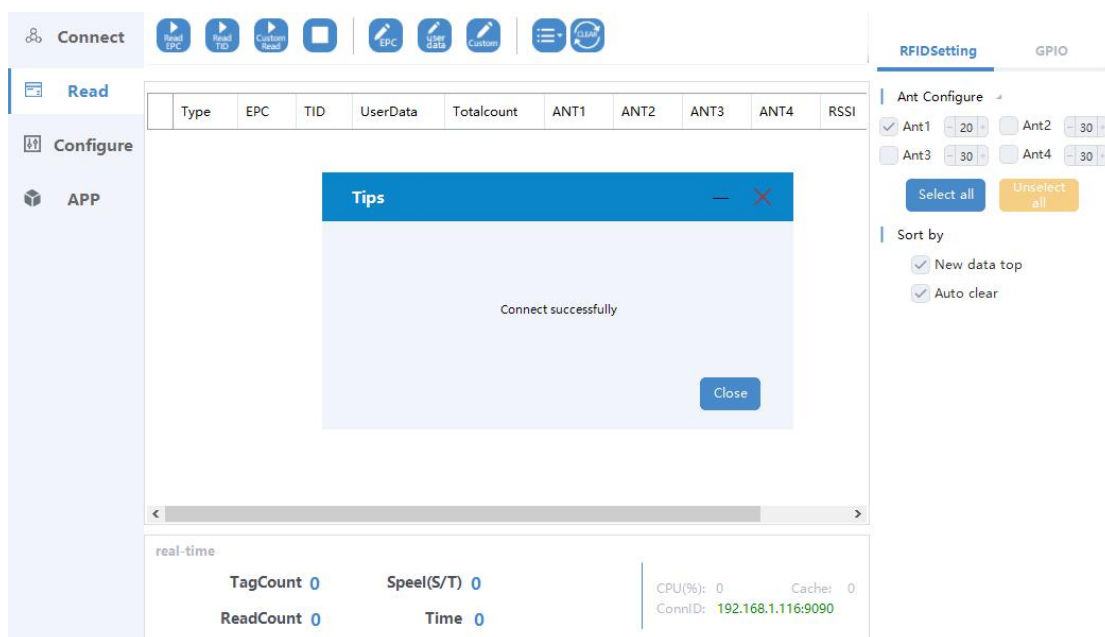 Connect
Read
Configure
APP
Read EPC
Read TID
Custom Read
EPC
user data
Custom
CLEAR
RFIDSetting GPIO
Type EPC TID UserData Totalcount ANT1 ANT2 ANT3 ANT4 RSSI
Ant Configure
Ant1 - 20 + Ant2 - 30 +
Ant3 - 30 + Ant4 - 30 +
Select all Unselect all
Sort by
New data top
Auto clear
Tips
Connect successfully
Close
real-time
TagCount 0 Speel(S/T) 0
ReadCount 0 Time 0
CPU(%): 0 Cache: 0
ConnID: 192.168.1.116:9090